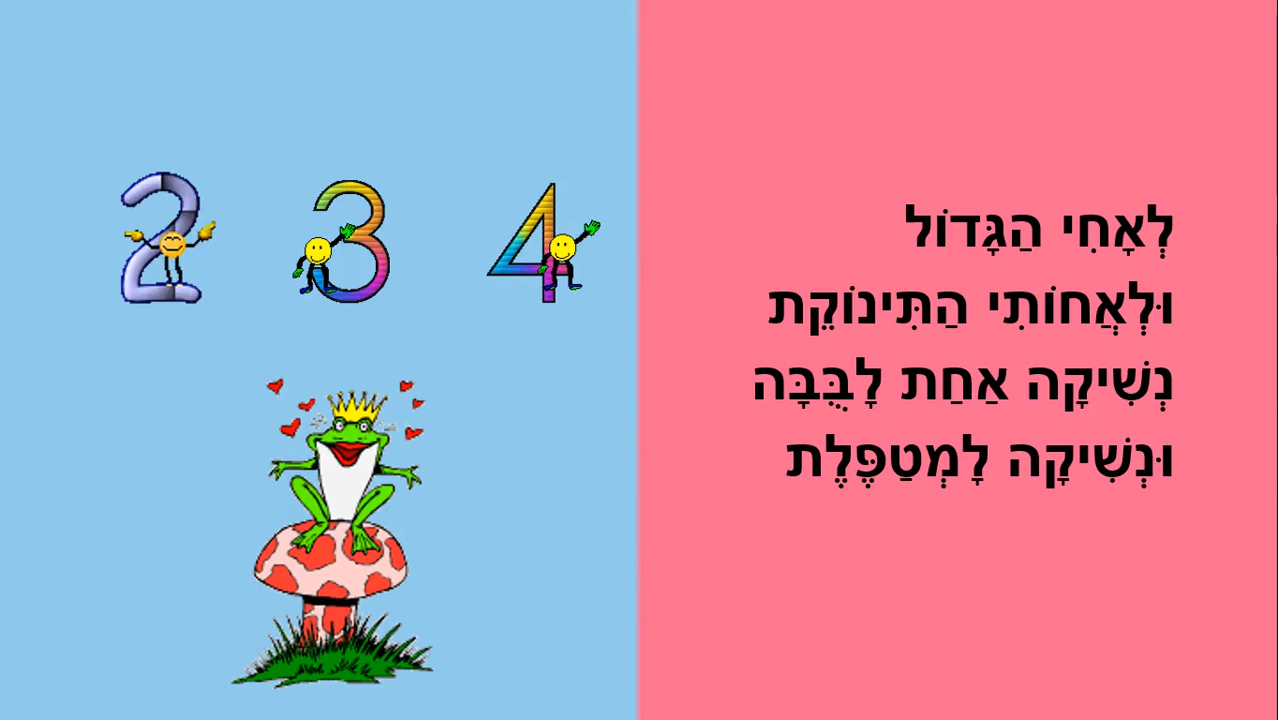 2 3 4
לְאָחִי הַגָּדוֹל
וּלְאֲחוֹתִי הַתִּינוֹקֵת
נְשִׁיקָה אַחַת לָבֻּבָּה
וּנְשִׁיקָה לָמְטַפֶּלֶת